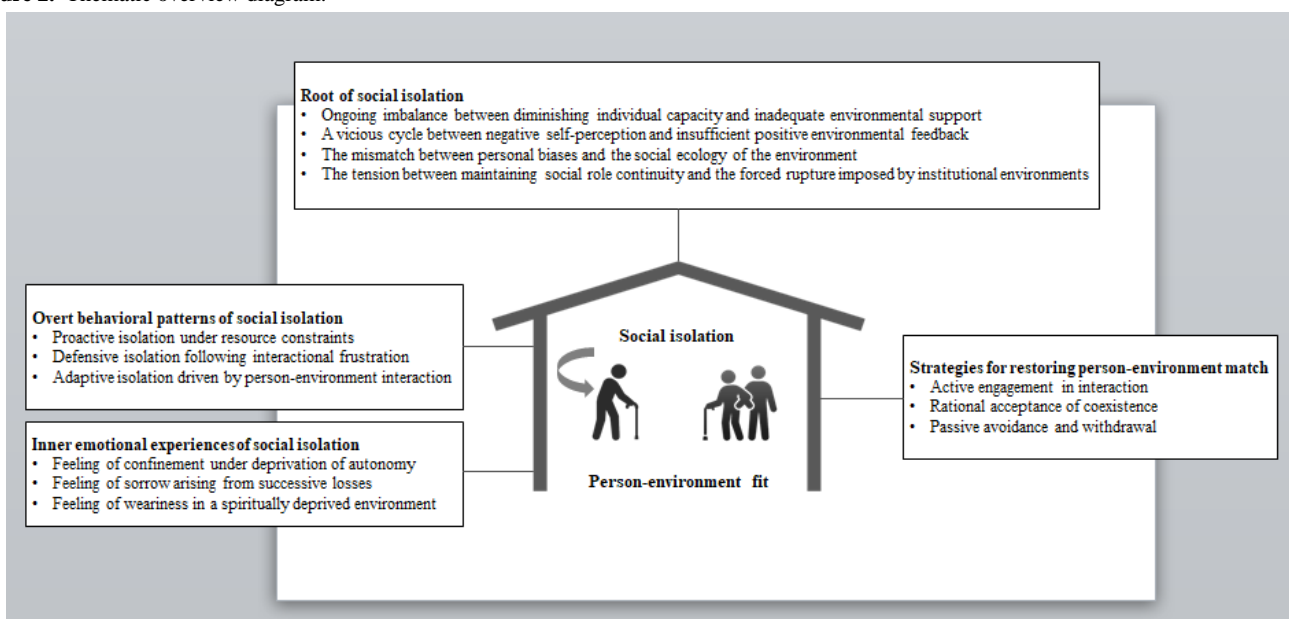 Figure 2. Thematic overview diagram.
Root of social isolation
• Ongoing imbalance between diminishing individual capacity and inadequate environmental support
• A vicious cycle between negative self-perception and insufficient positive environmental feedback
• The mismatch between personal biases and the social ecology of the environment
• The tension between maintaining social role continuity and the forced rupture imposed by institutional environments
Overt behavioral patterns of social isolation
• Proactive isolation under resource constraints
• Defensive isolation following interactional frustration
• Adaptive isolation driven by person-environment interaction
Inner emotional experiences of social isolation
• Feeling of confinement under deprivation of autonomy
• Feeling of sorrow arising from successive losses
• Feeling of weariness in a spiritually deprived environment
Social isolation
Person-environment fit
Strategies for restoring person-environment match
• Active engagement in interaction
• Rational acceptance of coexistence
• Passive avoidance and withdrawal